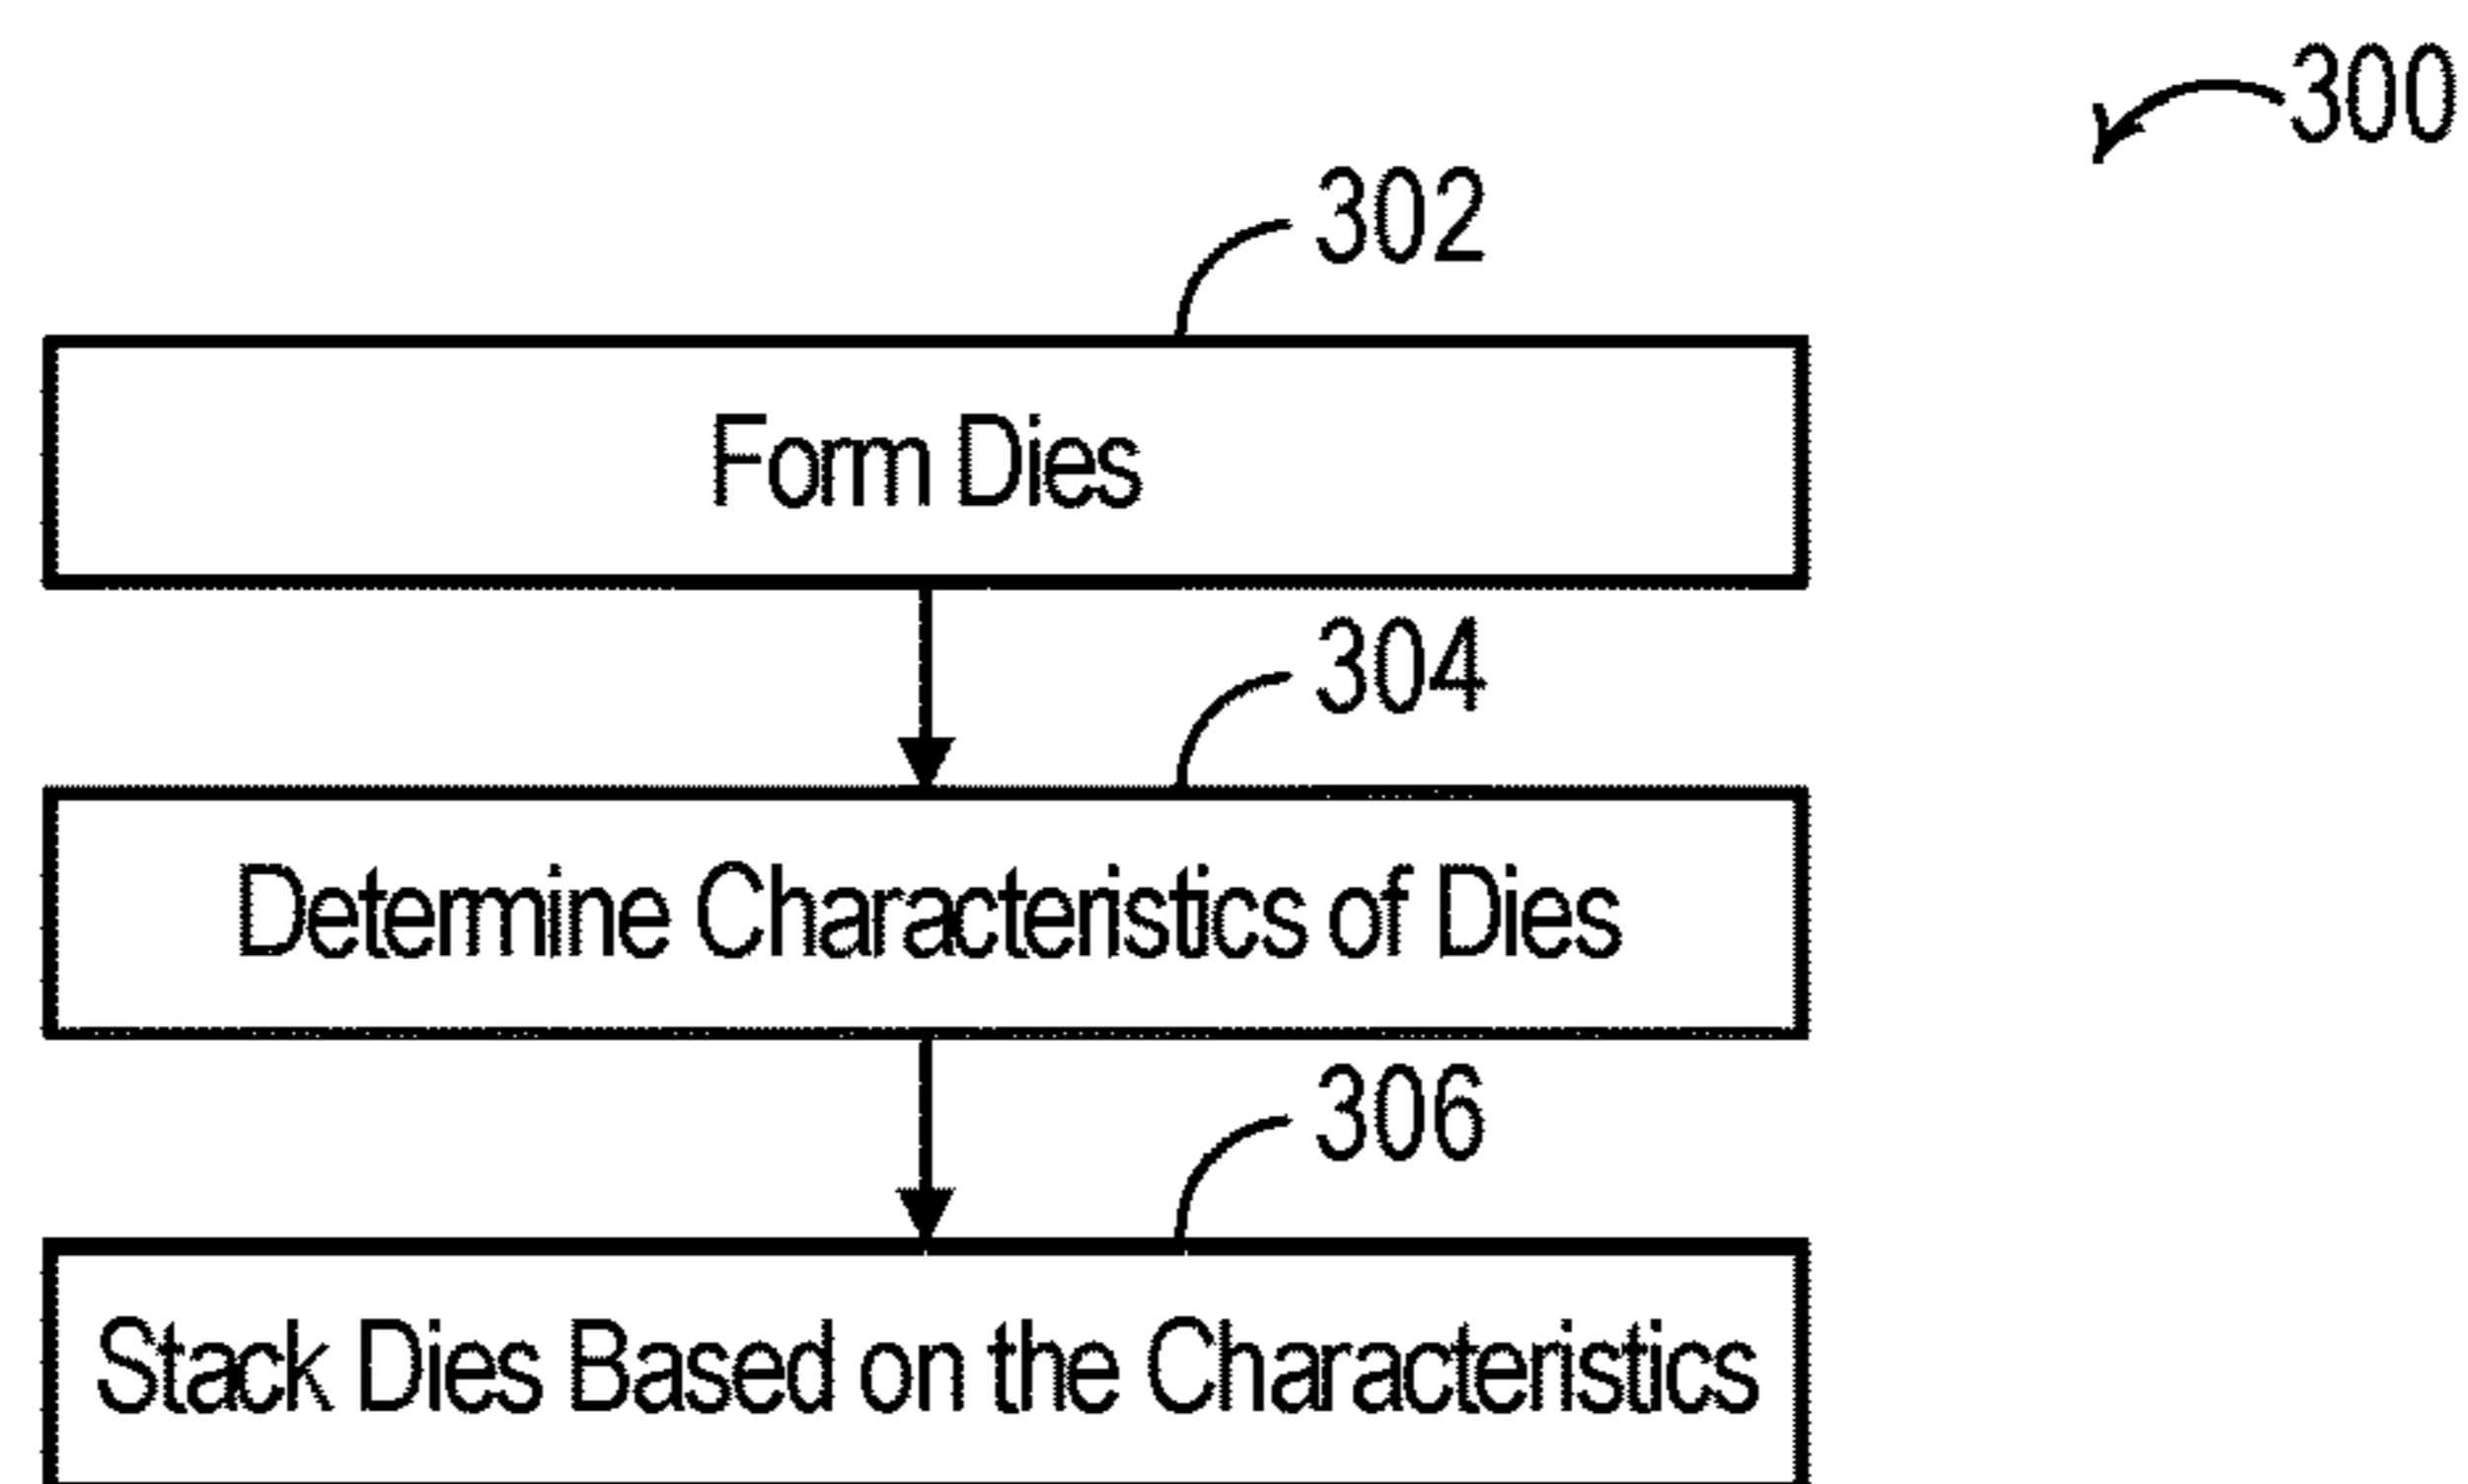 300
302
Form Dies
304
Determine Characteristics of Dies
306
Stack Dies Based on the Characteristics